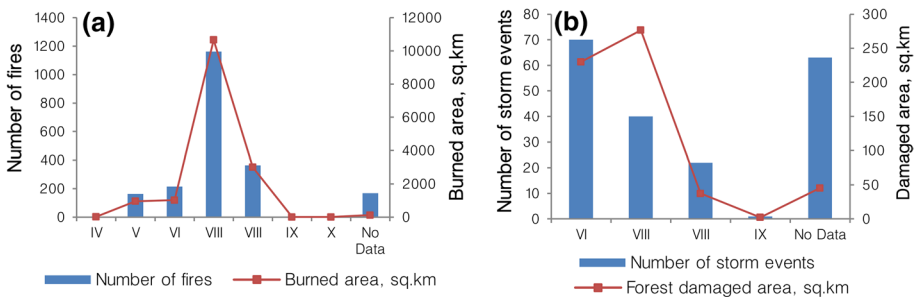 (a)
Number of fires
1400
1200
1000
800
600
400
200
0
12000
10000
8000
6000
4000
2000
0
Burned area, sq.km
IV V VI VIII VIII IX X No Data
Number of fires Burned area, sq.km
(b)
Number of storm events
80
70
60
50
40
30
20
10
0
300
250
200
150
100
50
0
Damaged area, sq.km
VI VIII VIII IX No Data
Number of storm events
Forest damaged area, sq.km